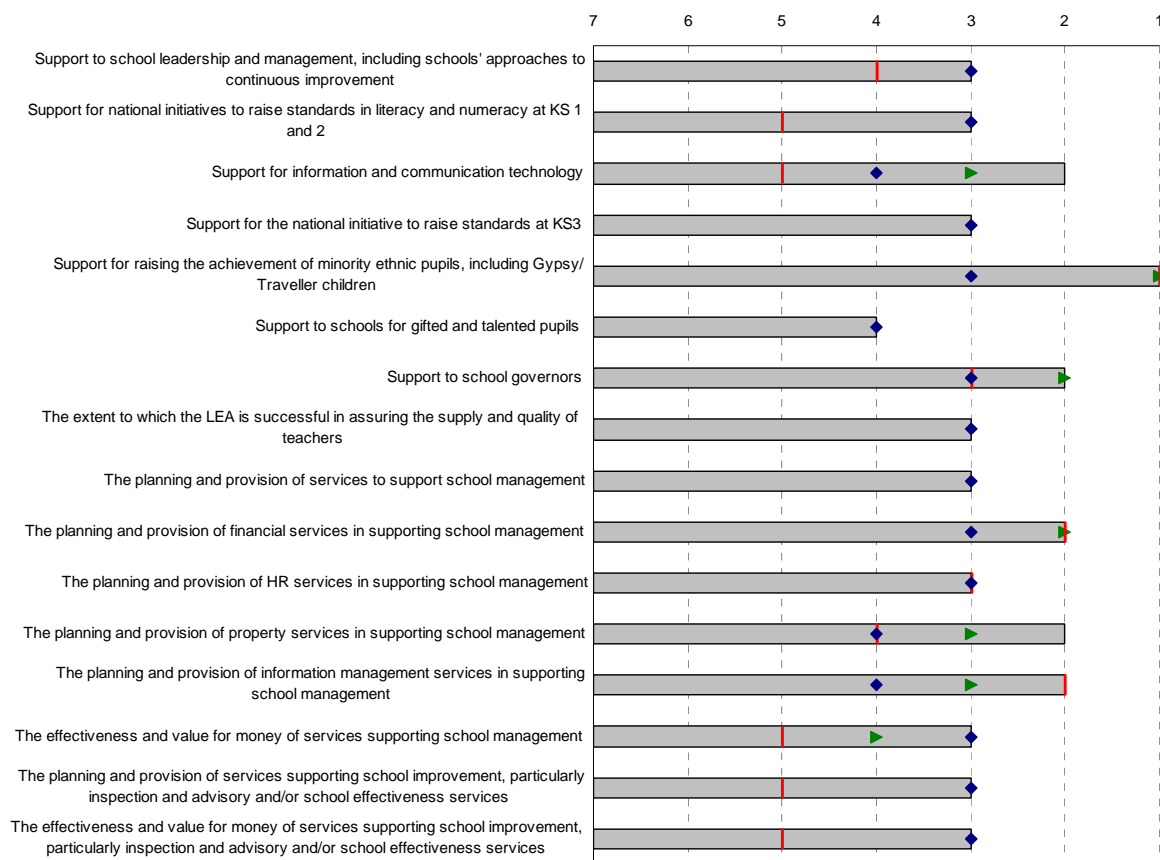 7 6 5 4 3 2 1
Support to school leadership and management, including schools' approaches to
continuous improvement
Support for national initiatives to raise standards in literacy and numeracy at KS 1
and 2
Support for information and communication technology
Support for the national initiative to raise standards at KS3
Support for raising the achievement of minority ethnic pupils, including Gypsy/
Traveller children
Support to schools for gifted and talented pupils
Support to school governors
The extent to which the LEA is successful in assuring the supply and quality of
teachers
The planning and provision of services to support school management
The planning and provision of financial services in supporting school management
The planning and provision of HR services in supporting school management
The planning and provision of property services in supporting school management
The planning and provision of information management services in supporting
school management
The effectiveness and value for money of services supporting school management
The planning and provision of services supporting school improvement, particularly
inspection and advisory and/or school effectiveness services
The effectiveness and value for money of services supporting school improvement,
particularly inspection and advisory and/or school effectiveness services